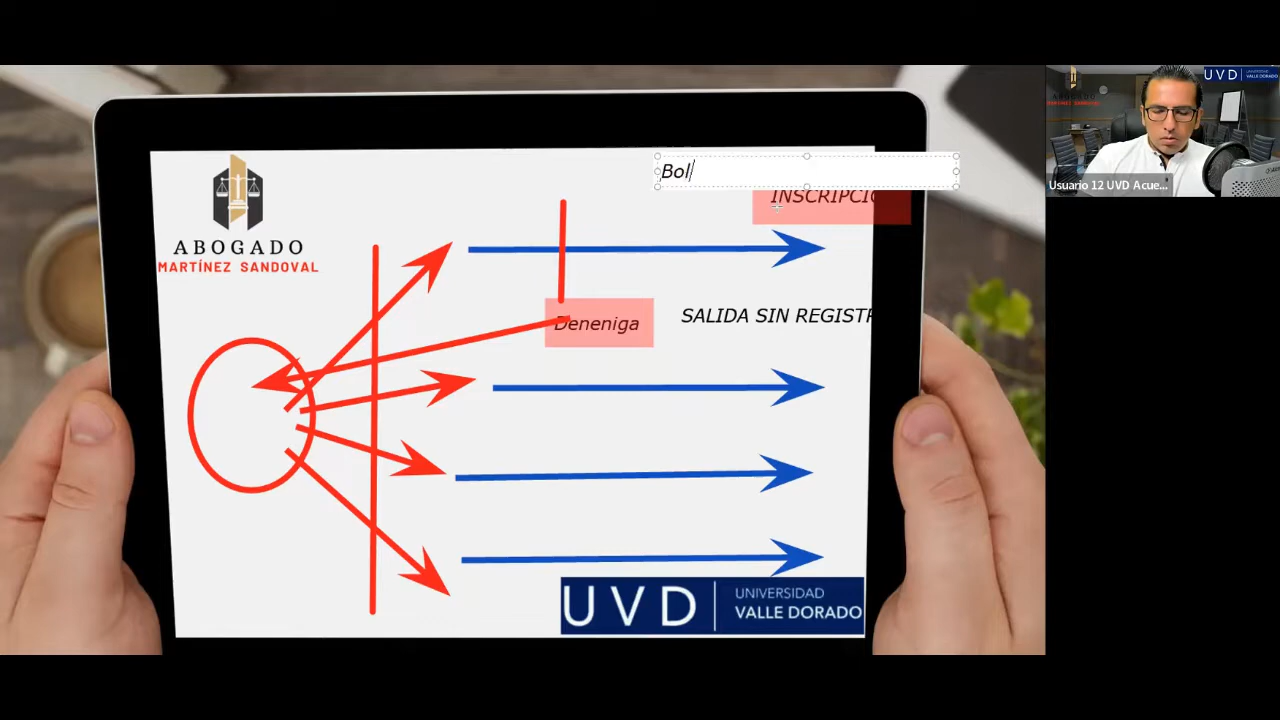 Bol
INSCRIPCIÓ
ABOGADO
MARTÍNEZ SANDOVAL
Deneniga
SALIDA SIN REGISTR
UVD
UNIVERSIDAD
VALLE DORADO
UVD
Usuario 12 UVD Acue...